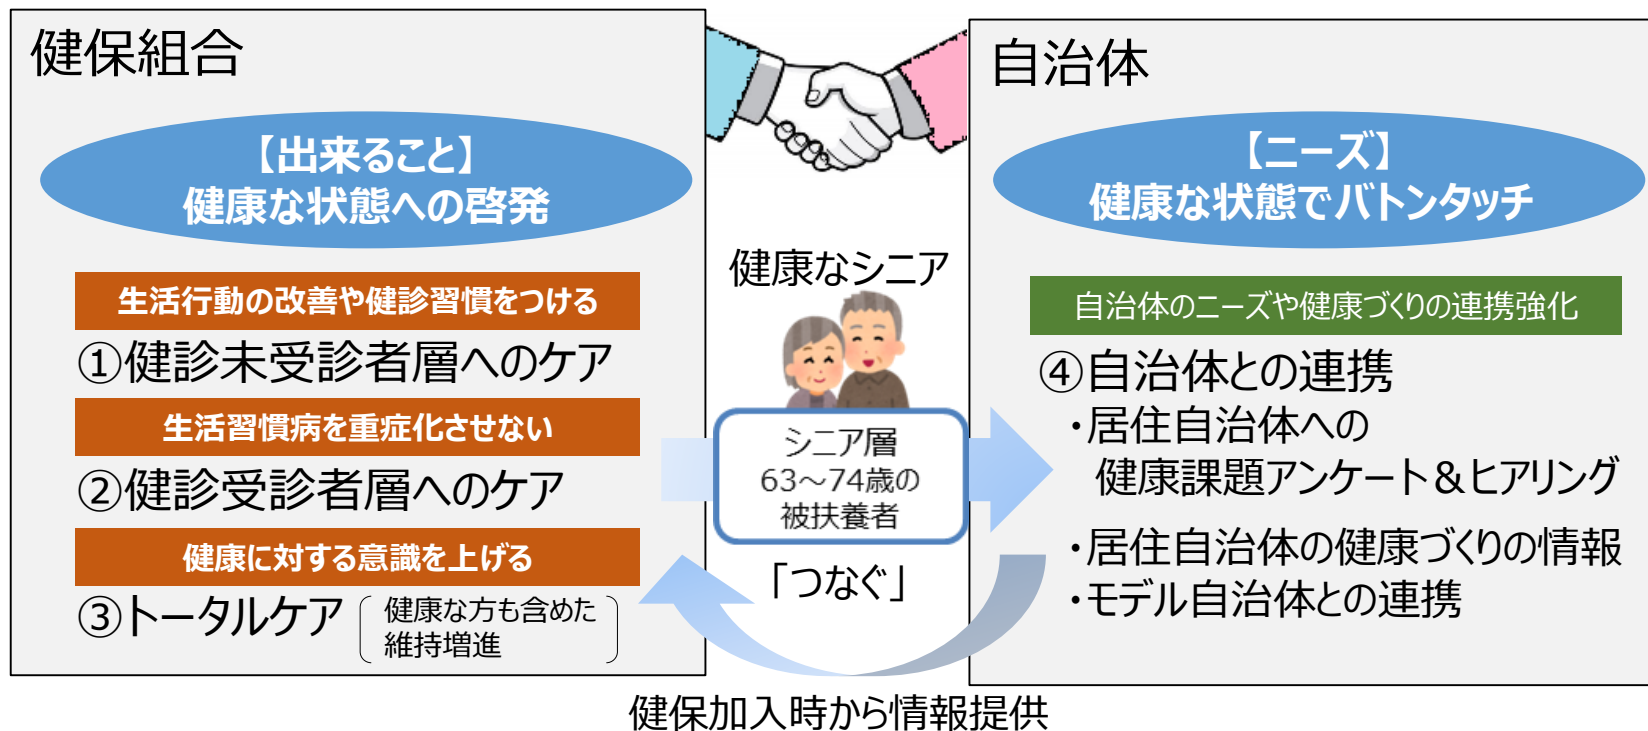 健保組合
【出来ること】
健康な状態への啓発
生活行動の改善や健診習慣をつける
①健診未受診者層へのケア
生活習慣病を重症化させない
②健診受診者層へのケア
健康に対する意識を上げる
③トータルケア
健康な方も含めた
維持増進
健康なシニア
シニア層
63～74歳の
被扶養者
「つなぐ」
自治体
【ニーズ】
健康な状態でバトンタッチ
自治体のニーズや健康づくりの連携強化
④自治体との連携
・居住自治体への
健康課題アンケート＆ヒアリング
・居住自治体の健康づくりの情報
・モデル自治体との連携
健保加入時から情報提供